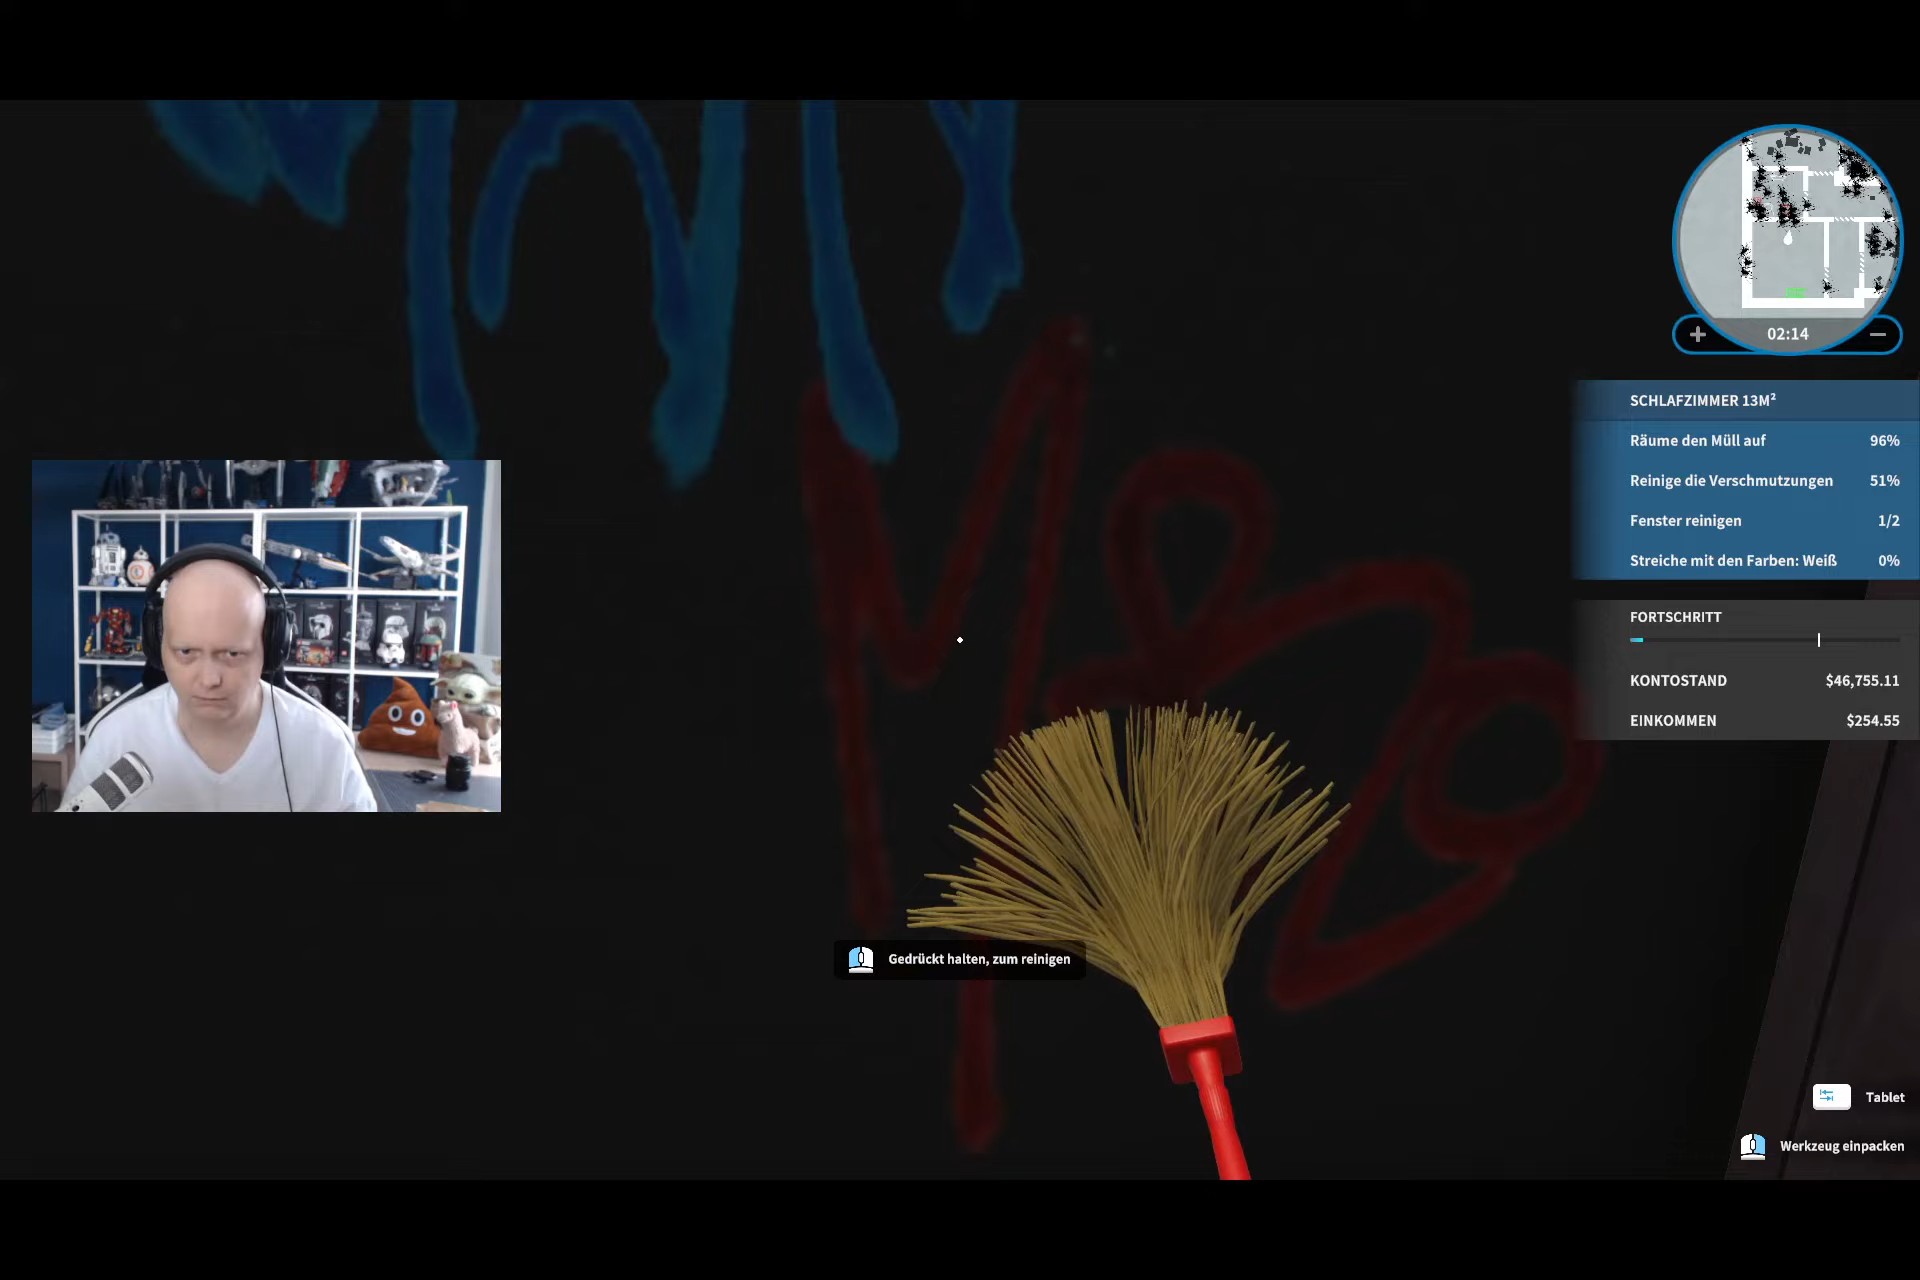 02:14
SCHLAFZIMMER 13M²
Räume den Müll auf 96%
Reinige die Verschmutzungen 51%
Fenster reinigen 1/2
Streiche mit den Farben: Weiß 0%
FORTSCHRITT
KONTOSTAND $46,755.11
EINKOMMEN $254.55
Gedrückt halten, zum reinigen
Tablet
Werkzeug einpacken